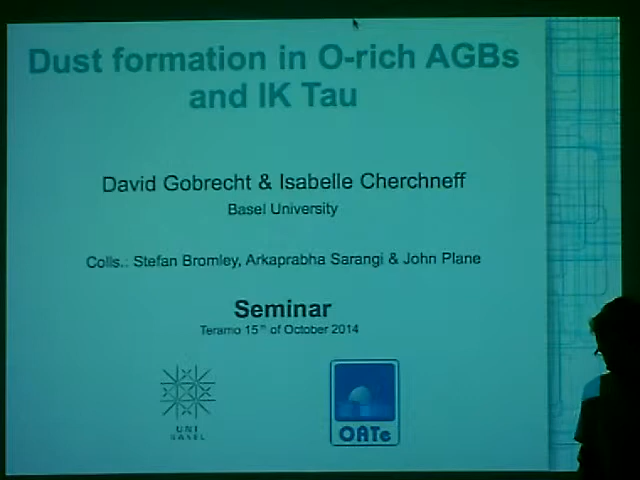 Dust formation in O-rich AGBs
and IK Tau
David Gobrecht & Isabelle Cherchneff
Basel University
Colls.: Stefan Bromley, Arkaprabha Sarangi & John Plane
Seminar
Teramo 15th of October 2014
UNI
BASEL
OATe